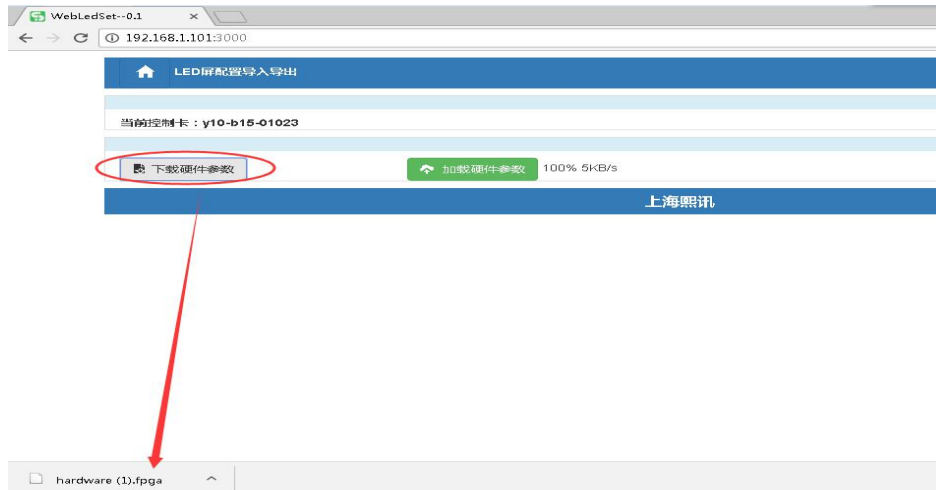 WebLedSet--0.1
192.168.1.101:3000
LED屏配置导入导出
当前控制卡：y10-b15-01023
下载硬件参数 加载硬件参数 100% 5KB/s
上海熙讯
hardware (1).fpga